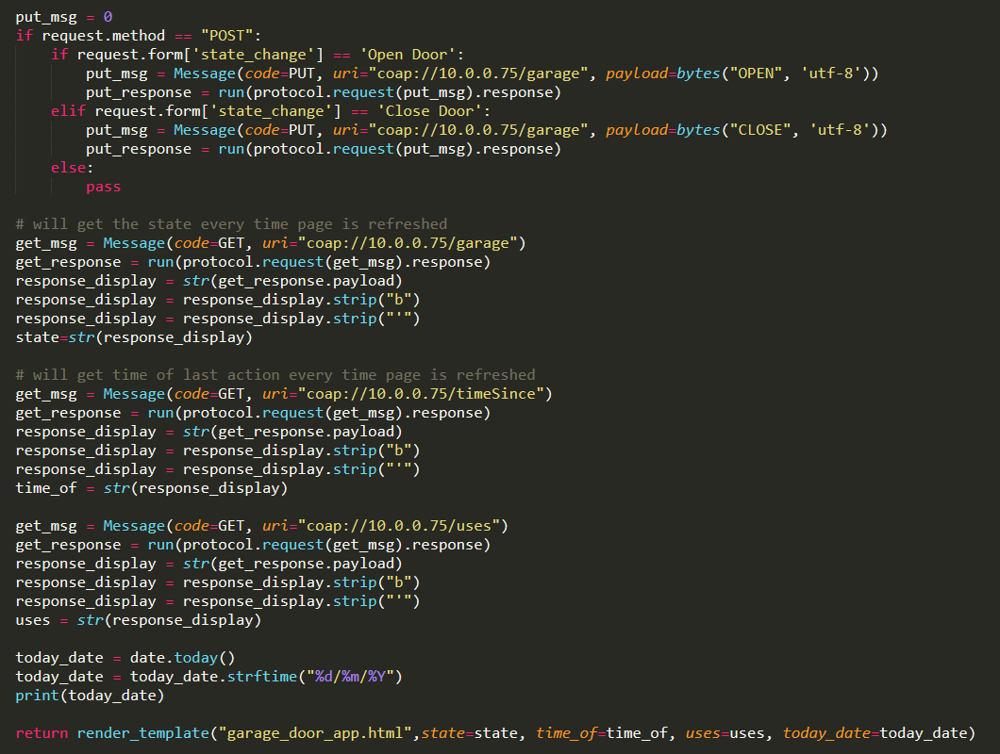 put_msg = 0
if request.method == "POST":
    if request.form['state_change'] == 'Open Door':
        put_msg = Message(code=PUT, uri="coap://10.0.0.75/garage", payload=bytes("OPEN", 'utf-8'))
        put_response = run(protocol.request(put_msg).response)
    elif request.form['state_change'] == 'Close Door':
        put_msg = Message(code=PUT, uri="coap://10.0.0.75/garage", payload=bytes("CLOSE", 'utf-8'))
        put_response = run(protocol.request(put_msg).response)
    else:
        pass

# will get the state every time page is refreshed
get_msg = Message(code=GET, uri="coap://10.0.0.75/garage")
get_response = run(protocol.request(get_msg).response)
response_display = str(get_response.payload)
response_display = response_display.strip("b")
response_display = response_display.strip("'")
state=str(response_display)

# will get time of last action every time page is refreshed
get_msg = Message(code=GET, uri="coap://10.0.0.75/timeSince")
get_response = run(protocol.request(get_msg).response)
response_display = str(get_response.payload)
response_display = response_display.strip("b")
response_display = response_display.strip("'")
time_of = str(response_display)

get_msg = Message(code=GET, uri="coap://10.0.0.75/uses")
get_response = run(protocol.request(get_msg).response)
response_display = str(get_response.payload)
response_display = response_display.strip("b")
response_display = response_display.strip("'")
uses = str(response_display)

today_date = date.today()
today_date = today_date.strftime("%d/%m/%Y")
print(today_date)

return render_template("garage_door_app.html",state=state, time_of=time_of, uses=uses, today_date=today_date)